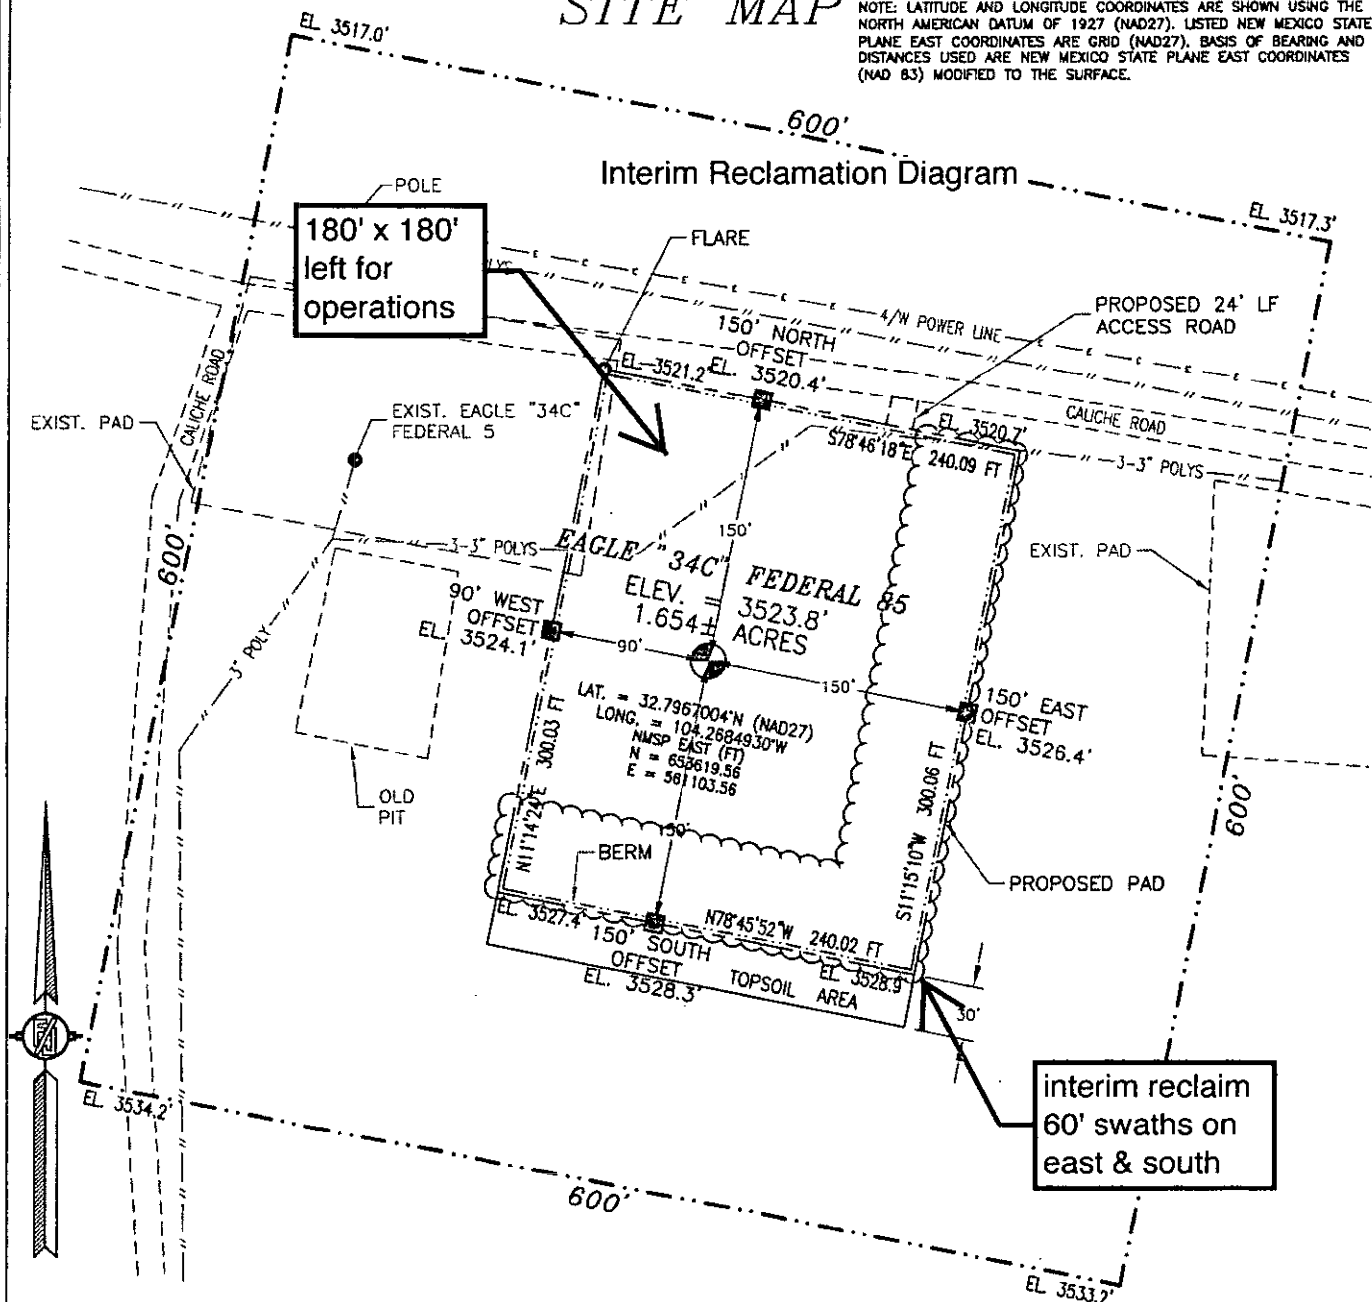 SITE MAP
NOTE: LATITUDE AND LONGITUDE COORDINATES ARE SHOWN USING THE
NORTH AMERICAN DATUM OF 1927 (NAD27). LISTED NEW MEXICO STATE
PLANE EAST COORDINATES ARE GRID (NAD27). BASIS OF BEARING AND
DISTANCES USED ARE NEW MEXICO STATE PLANE EAST COORDINATES
(NAD 83) MODIFIED TO THE SURFACE.
EL. 3517.0'
600'
Interim Reclamation Diagram
POLE
EL. 3517.3'
180' x 180'
left for
operations
LYS
FLARE
PROPOSED 24' LF
ACCESS ROAD
4/W POWER LINE
150' NORTH
OFFSET
EL. 3520.4'
EL. 3521.2'
EL. 3520.7'
CALICHE ROAD
CALICHE ROAD
EXIST. PAD
EXIST. EAGLE "34C"
FEDERAL 5
S78°46'18"E 240.09 FT
3-3" POLYS
150'
EXIST. PAD
600'
3-3" POLYS
EAGLE "34C" FEDERAL 85
ELEV. = 3523.8'
1.654± ACRES
90' WEST
OFFSET
EL. 3524.1'
90'
150'
3" POLY
150' EAST
OFFSET
EL. 3526.4'
LAT. = 32.7967004°N (NAD27)
LONG. = 104.2684930°W
NMSP EAST (FT)
N = 653619.56
E = 561103.56
N11°14'24"E 300.03 FT
S11°15'10"W 300.06 FT
600'
OLD
PIT
150'
BERM
PROPOSED PAD
EL. 3527.4'
N78°45'52"W 240.02 FT
150' SOUTH
OFFSET
EL. 3528.3'
TOPSOIL AREA
EL. 3528.9'
30'
interim reclaim
60' swaths on
east & south
EL. 3534.2'
600'
EL. 3533.2'